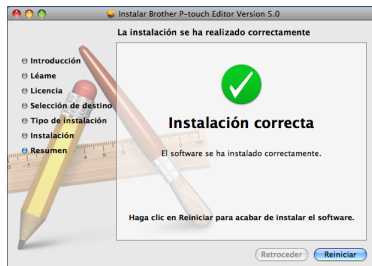 Instalar Brother P-touch Editor Version 5.0
La instalación se ha realizado correctamente
Introducción
Léame
Licencia
Selección de destino
Tipo de instalación
Instalación
Resumen
Instalación correcta
El software se ha instalado correctamente.
Haga clic en Reiniciar para acabar de instalar el software.
Retroceder
Reiniciar